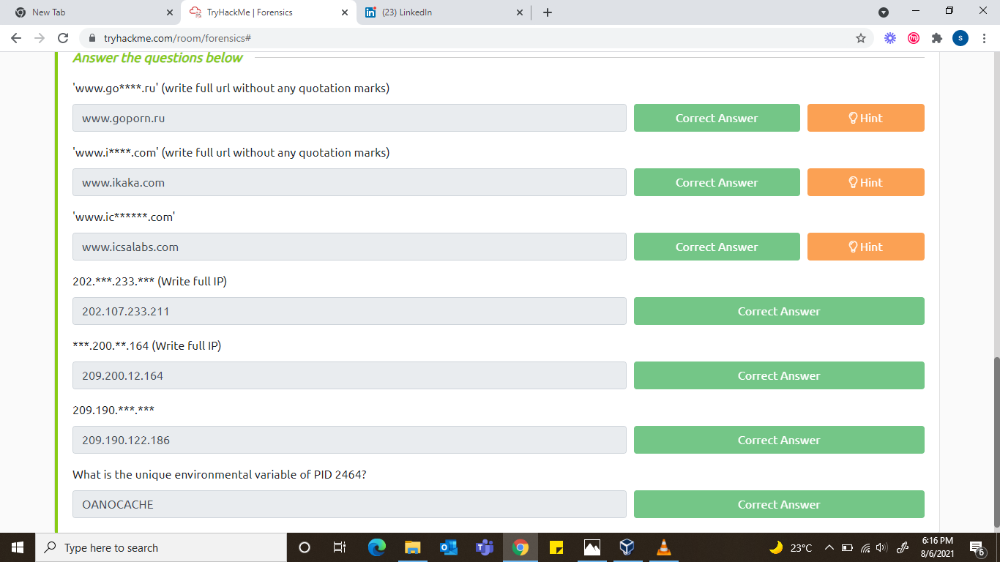 New Tab
TryHackMe | Forensics
(23) LinkedIn
tryhackme.com/room/forensics#
S
Answer the questions below
'www.go****.ru' (write full url without any quotation marks)
www.goporn.ru
Correct Answer
Hint
'www.i****.com' (write full url without any quotation marks)
www.ikaka.com
Correct Answer
Hint
'www.ic******.com'
www.icsalabs.com
Correct Answer
Hint
202.***.233.*** (Write full IP)
202.107.233.211
Correct Answer
***.200.**.164 (Write full IP)
209.200.12.164
Correct Answer
209.190.***.***
209.190.122.186
Correct Answer
What is the unique environmental variable of PID 2464?
OANOCACHE
Correct Answer
Type here to search
23°C
6:16 PM
8/6/2021
6